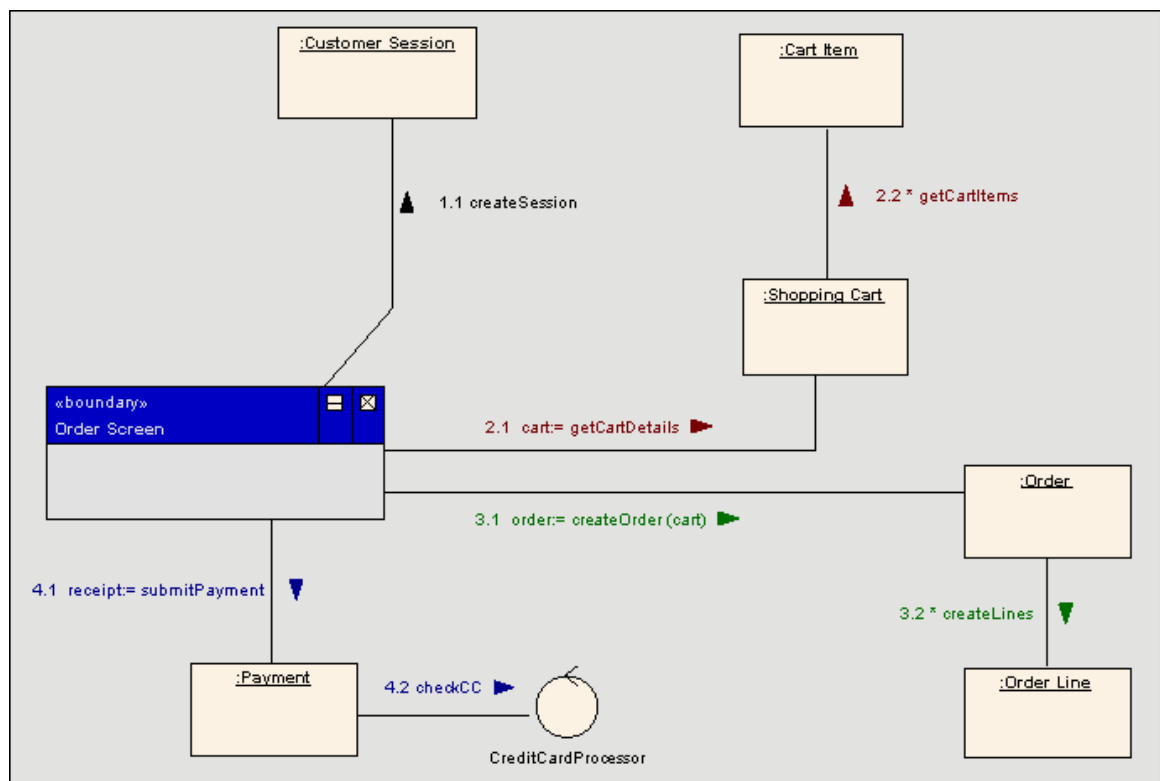 :Customer Session
:Cart Item
1.1 createSession
2.2 * getCartItems
:Shopping Cart
«boundary»
Order Screen
2.1 cart:= getCartDetails
:Order
3.1 order:= createOrder(cart)
4.1 receipt:= submitPayment
3.2 * createLines
:Payment
4.2 checkCC
:Order Line
CreditCardProcessor